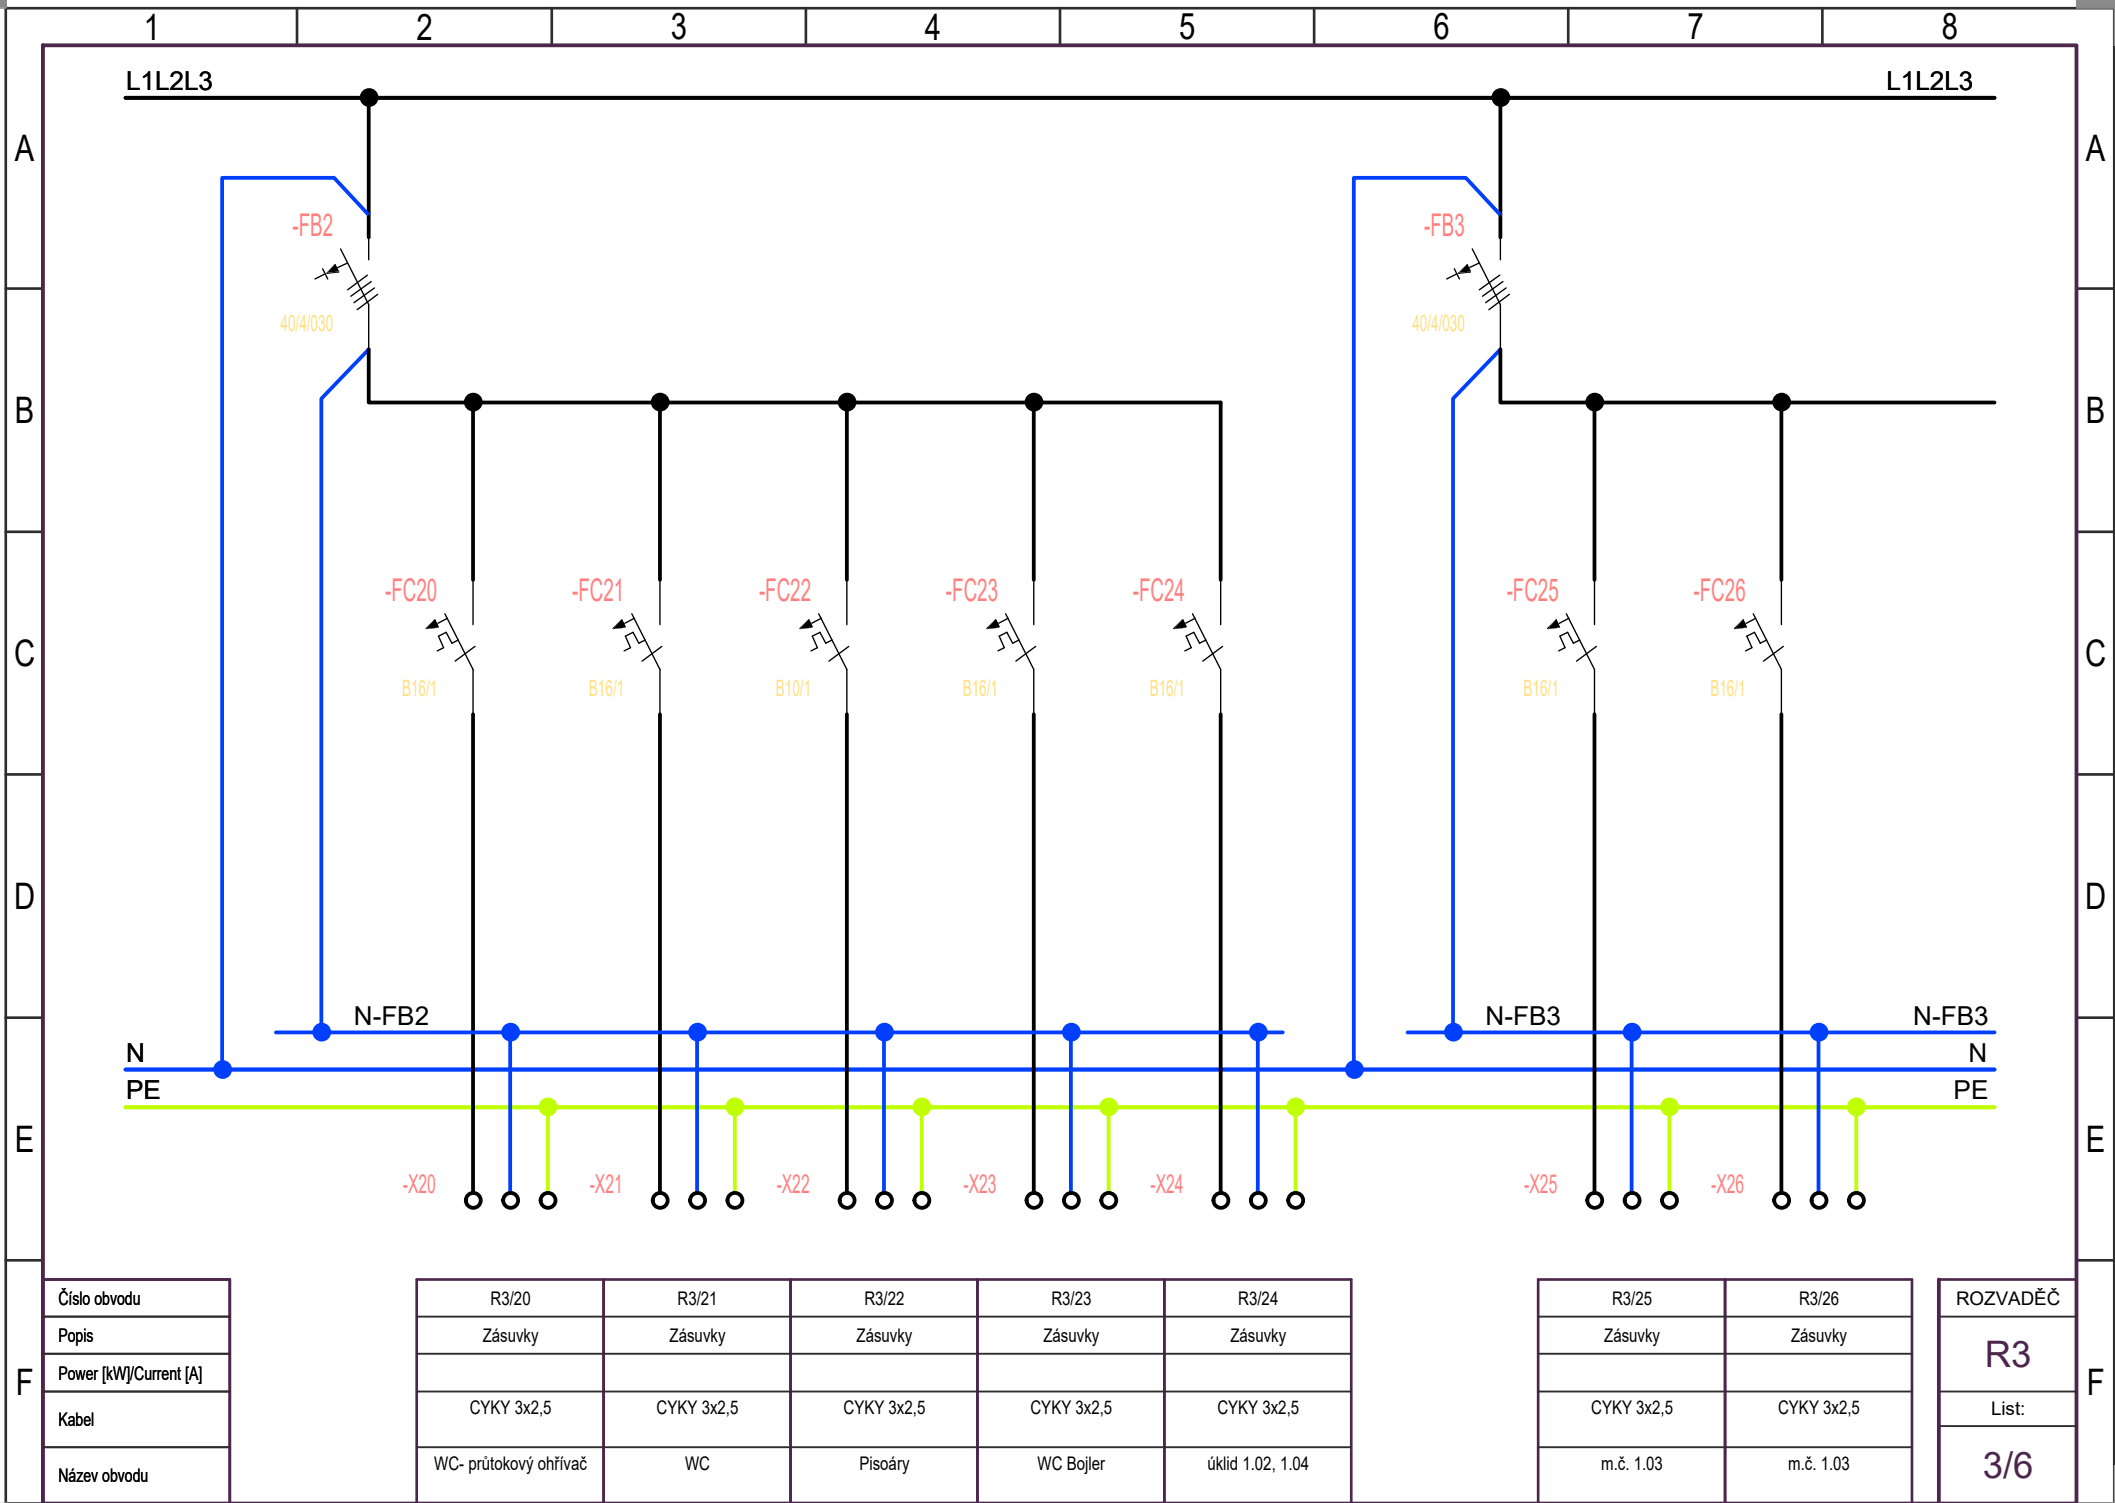 1 2 3 4 5 6 7 8
L1L2L3 L1L2L3
A A
-FB2 -FB3
40/4/030 40/4/030
B B
-FC20 -FC21 -FC22 -FC23 -FC24 -FC25 -FC26
C C
B16/1 B16/1 B10/1 B16/1 B16/1 B16/1 B16/1
D D
N-FB2 N-FB3 N-FB3
N N
PE PE
E E
-X20 -X21 -X22 -X23 -X24 -X25 -X26
Číslo obvodu R3/20 R3/21 R3/22 R3/23 R3/24 R3/25 R3/26 ROZVADĚČ
Popis Zásuvky Zásuvky Zásuvky Zásuvky Zásuvky Zásuvky Zásuvky
R3
Power [kW]/Current [A]
F F
Kabel CYKY 3x2,5 CYKY 3x2,5 CYKY 3x2,5 CYKY 3x2,5 CYKY 3x2,5 CYKY 3x2,5 CYKY 3x2,5 List:
Název obvodu WC- průtokový ohřívač WC Pisoáry WC Bojler úklid 1.02, 1.04 m.č. 1.03 m.č. 1.03 3/6